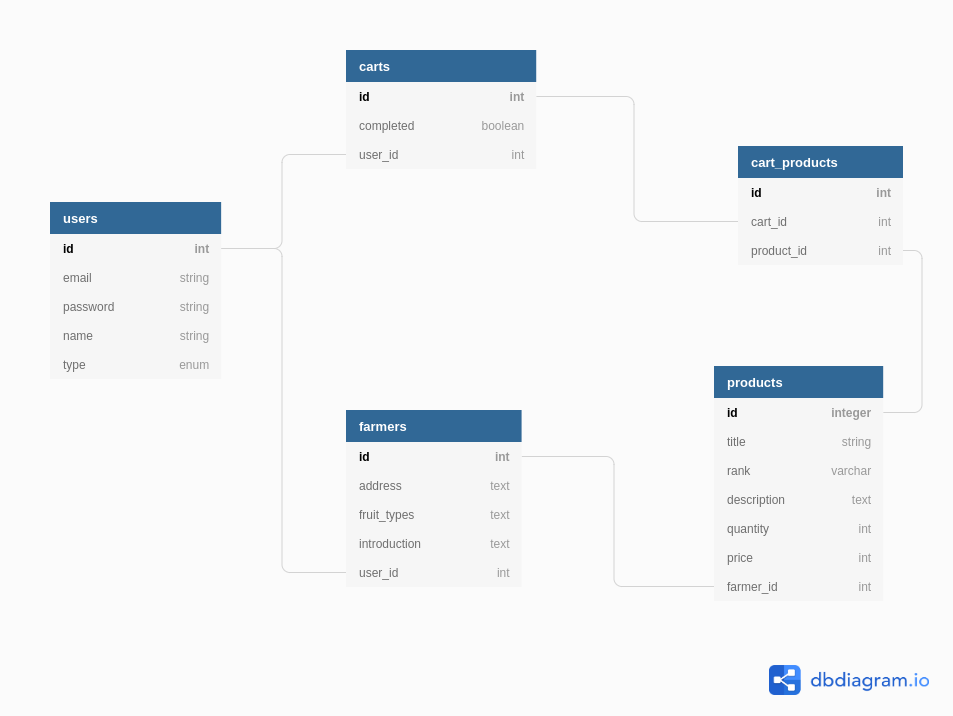 carts
id int
completed boolean
user_id int
cart_products
id int
cart_id int
product_id int
users
id int
email string
password string
name string
type enum
products
id integer
title string
rank varchar
description text
quantity int
price int
farmer_id int
farmers
id int
address text
fruit_types text
introduction text
user_id int
dbdiagram.io